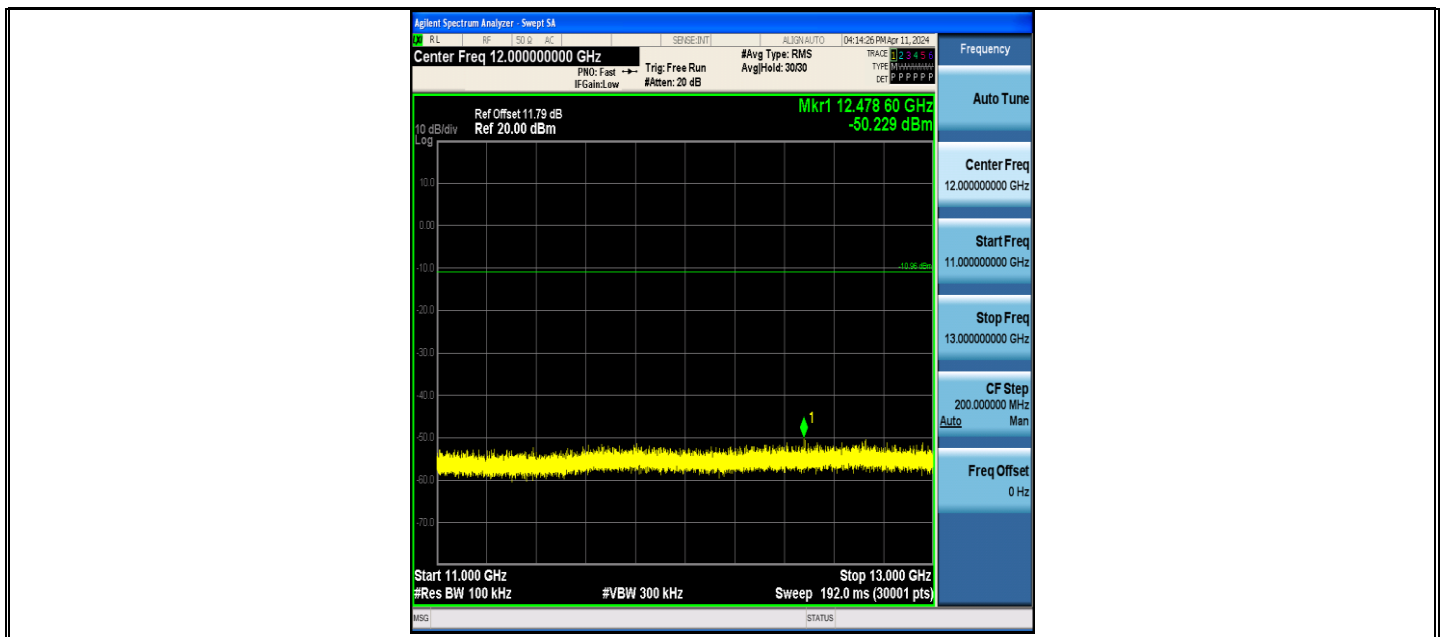 Agilent Spectrum Analyzer - Swept SA
RL RF 50 Ω AC SENSE:INT ALIGN AUTO 04:14:26 PM Apr 11, 2024
Center Freq 12.000000000 GHz
PNO: Fast
IFGain:Low
Trig: Free Run
#Atten: 20 dB
#Avg Type: RMS
Avg|Hold: 30/30
TRACE 1 2 3 4 5 6
TYPE M
DET P P P P P P
Mkr1 12.478 60 GHz
-50.229 dBm
Ref Offset 11.79 dB
10 dB/div Ref 20.00 dBm
Log
10.0
0.00
-10.0
-10.96 dBm
-20.0
-30.0
-40.0
1
-50.0
-60.0
-70.0
Start 11.000 GHz Stop 13.000 GHz
#Res BW 100 kHz #VBW 300 kHz Sweep 192.0 ms (30001 pts)
MSG STATUS
Frequency
Auto Tune
Center Freq
12.000000000 GHz
Start Freq
11.000000000 GHz
Stop Freq
13.000000000 GHz
CF Step
200.000000 MHz
Auto Man
Freq Offset
0 Hz